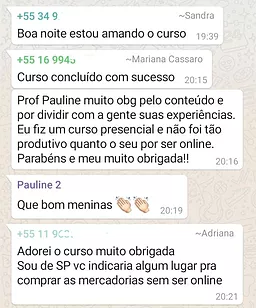 +55 34 9 ~Sandra
Boa noite estou amando o curso 19:39
+55 16 994 ~Mariana Cassaro
Curso concluído com sucesso 20:15
Prof Pauline muito obg pelo conteúdo e
por dividir com a gente suas experiências.
Eu fiz um curso presencial e não foi tão
produtivo quanto o seu por ser online.
Parabéns e meu muito obrigada!! 20:16
Pauline 2
Que bom meninas 👏🏻👏🏻 20:19
+55 11 9 ~Adriana
Adorei o curso muito obrigada
Sou de SP vc indicaria algum lugar pra
comprar as mercadorias sem ser online
20:21